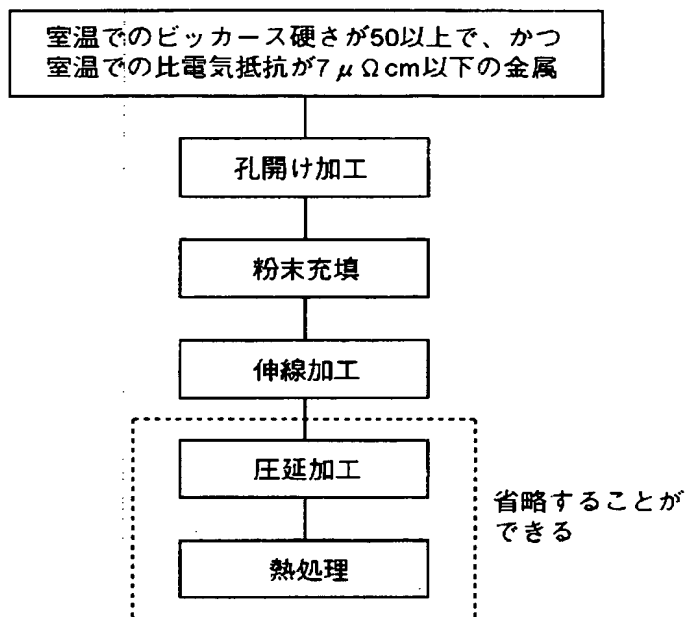 室温でのビッカース硬さが50以上で、かつ
室温での比電気抵抗が7μΩcm以下の金属
孔開け加工
粉末充填
伸線加工
圧延加工
省略することが
できる
熱処理